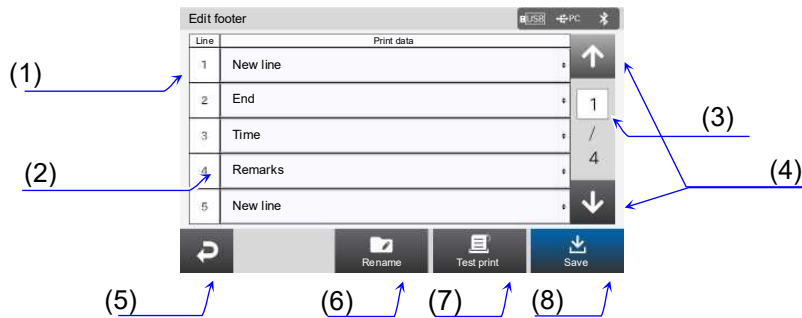 Edit footer USB PC
Line Print data
1 New line
2 End
3 Time
4 Remarks
5 New line
1
/
4
Rename Test print Save
(1)
(2)
(3)
(4)
(5) (6) (7) (8)